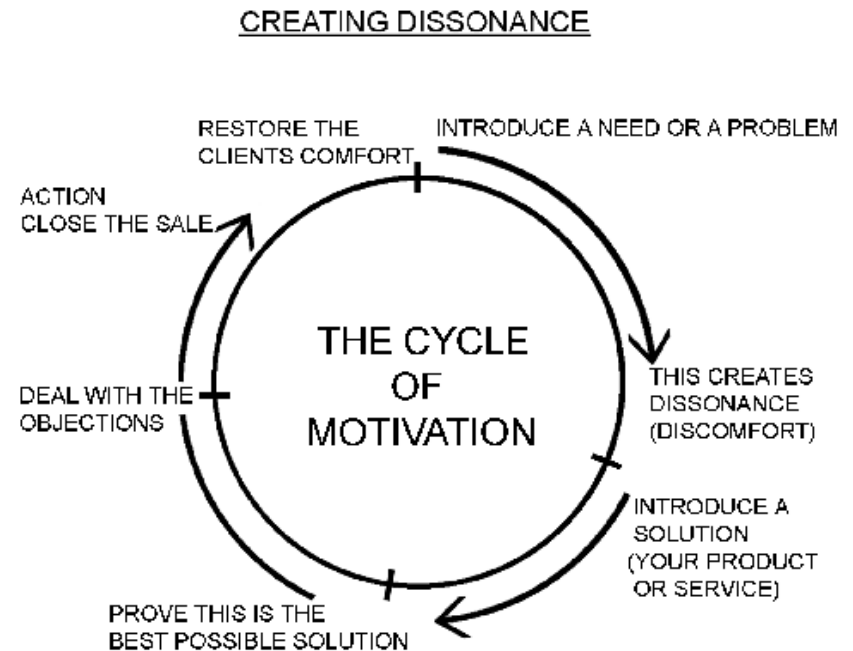 CREATING DISSONANCE
RESTORE THE
CLIENTS COMFORT
INTRODUCE A NEED OR A PROBLEM
ACTION
CLOSE THE SALE
THE CYCLE
OF
MOTIVATION
THIS CREATES
DISSONANCE
(DISCOMFORT)
DEAL WITH THE
OBJECTIONS
INTRODUCE A
SOLUTION
(YOUR PRODUCT
OR SERVICE)
PROVE THIS IS THE
BEST POSSIBLE SOLUTION